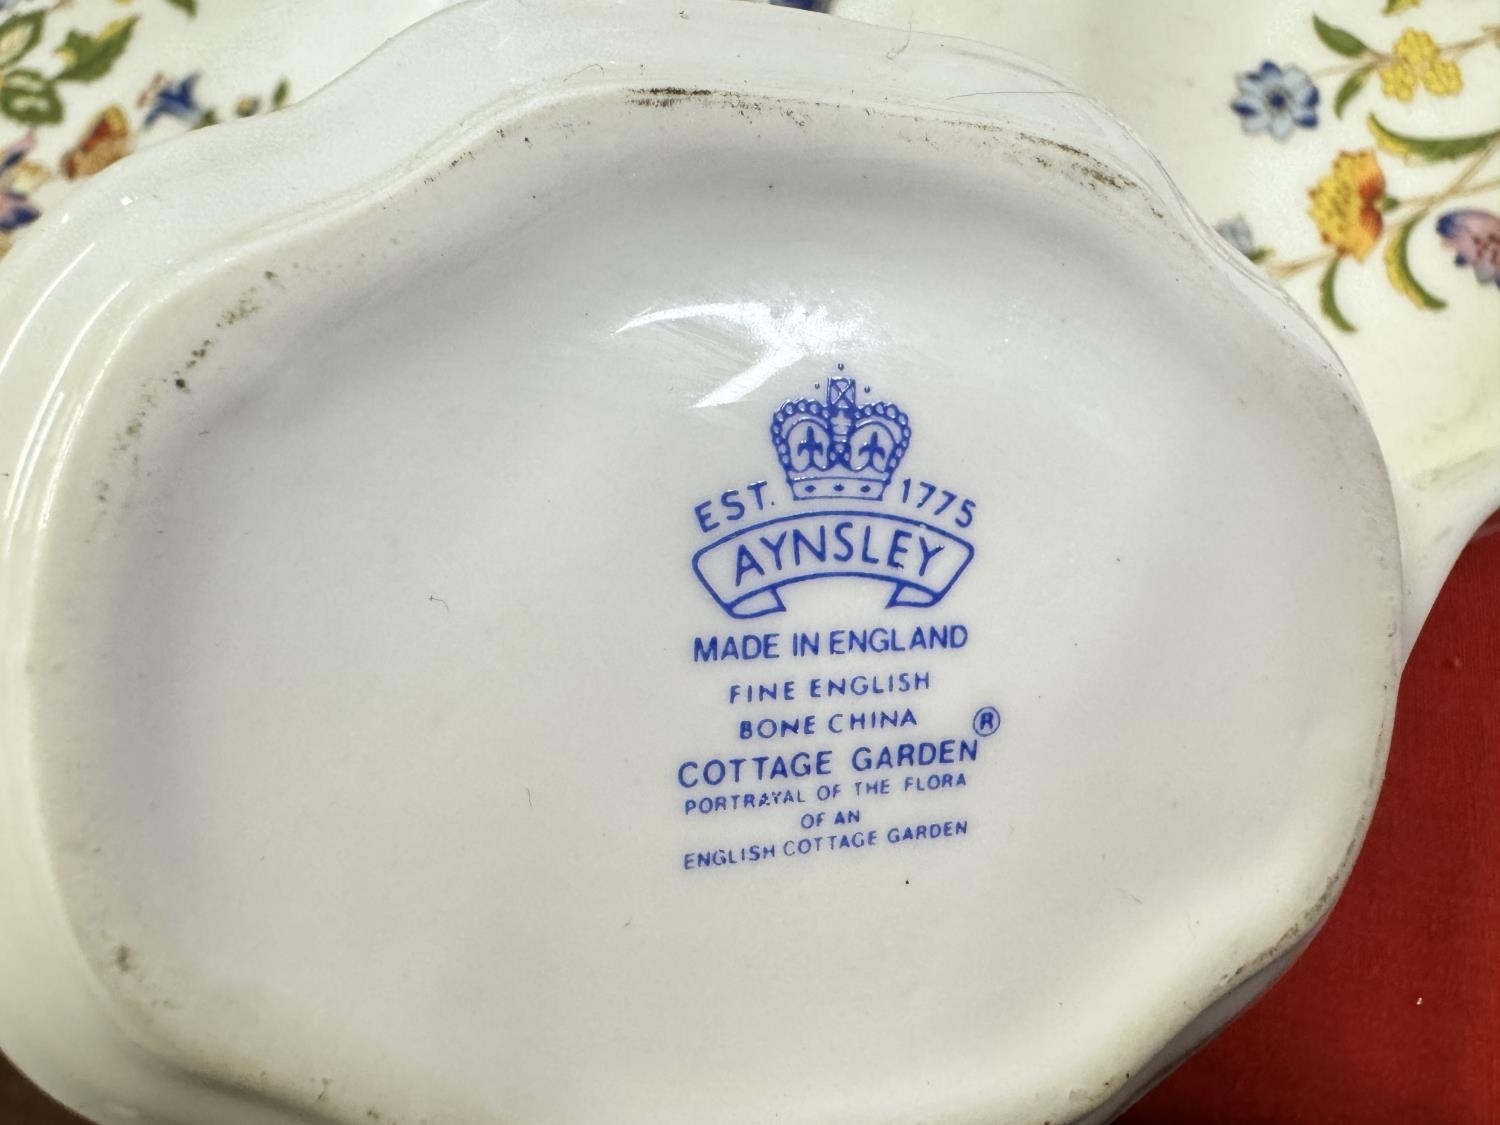 EST. 1775
AYNSLEY
MADE IN ENGLAND
FINE ENGLISH
BONE CHINA
COTTAGE GARDEN®
PORTRAYAL OF THE FLORA
OF AN
ENGLISH COTTAGE GARDEN